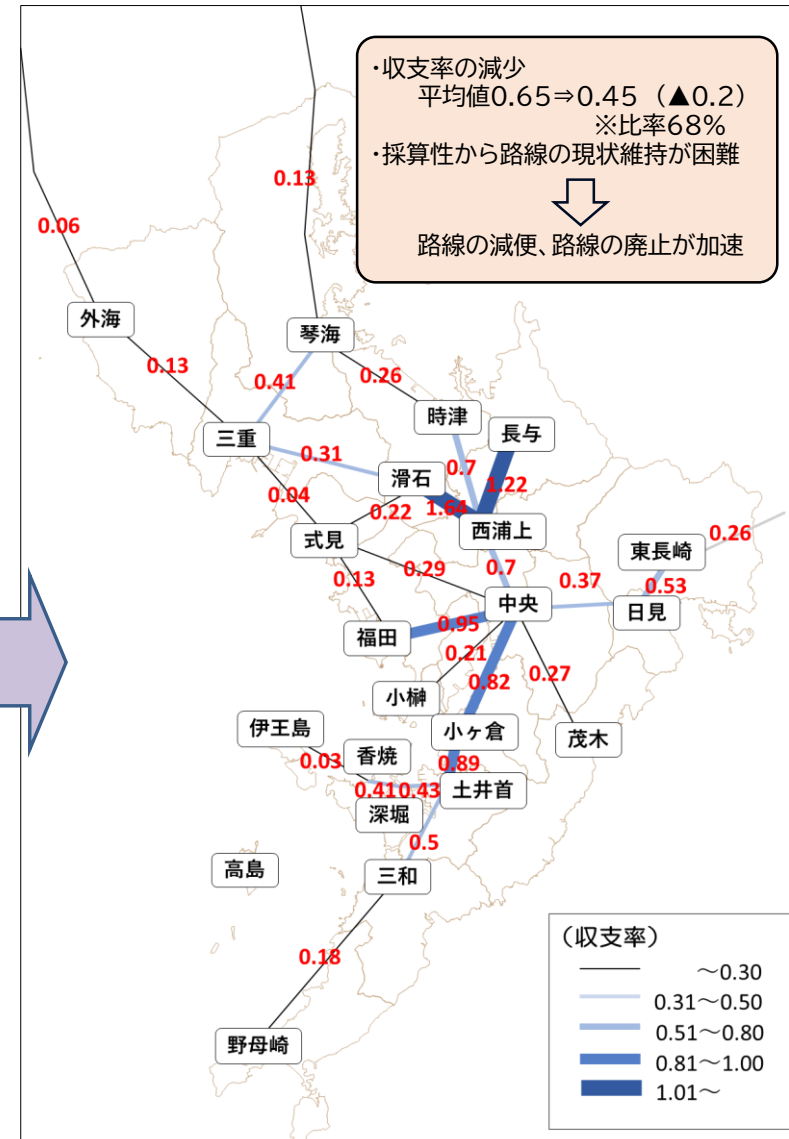 ・収支率の減少
平均値0.65⇒0.45 （▲0.2）
※比率68%
・採算性から路線の現状維持が困難
路線の減便、路線の廃止が加速
0.13
0.06
外海
琴海
0.13
0.41
0.26
時津
長与
三重
0.31
0.7
滑石
1.22
0.04
0.22
1.64
西浦上
式見
東長崎
0.26
0.29
0.7
0.13
0.37
0.53
中央
日見
福田
0.95
0.21
0.82
0.27
小榊
伊王島
小ヶ倉
茂木
香焼
0.03
0.89
0.41
0.43
土井首
深堀
0.5
高島
三和
0.18
野母崎
（収支率）
～0.30
0.31～0.50
0.51～0.80
0.81～1.00
1.01～